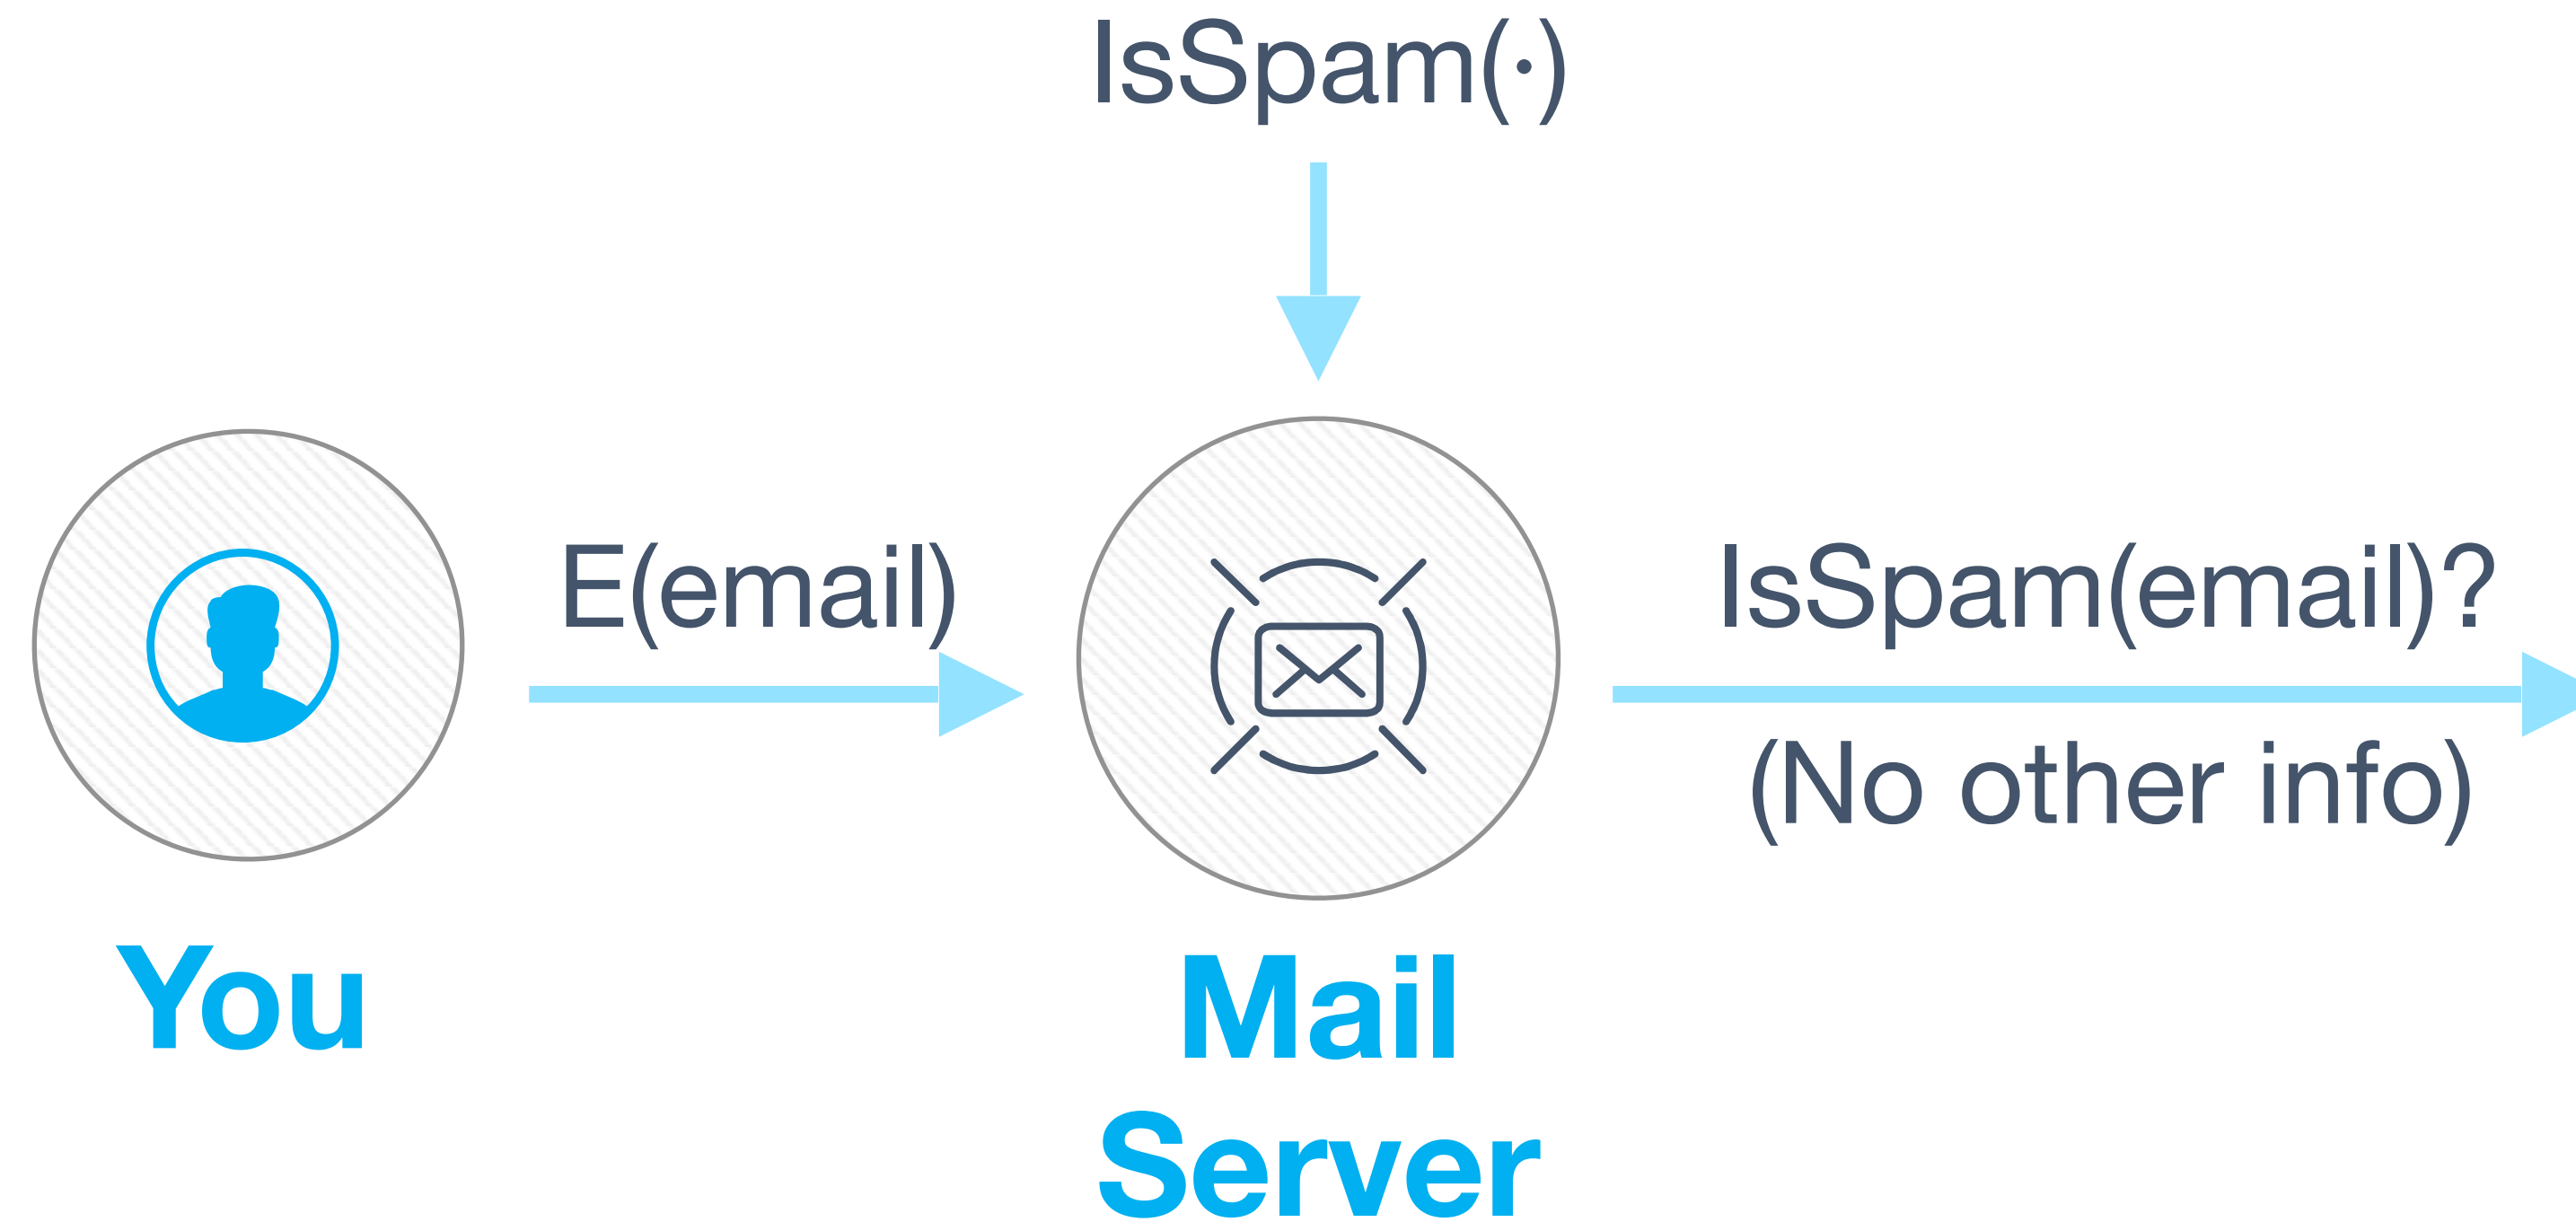 IsSpam(·)
E(email)
IsSpam(email)?
(No other info)
You
Mail
Server